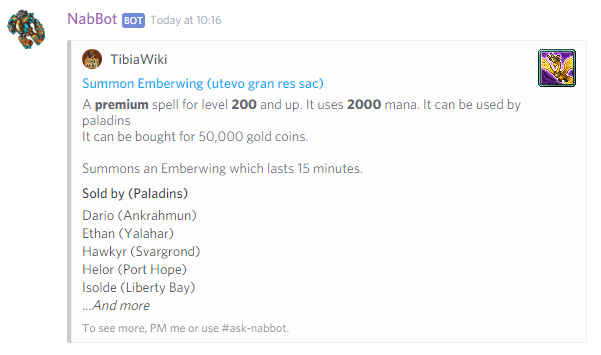 NabBot BOT Today at 10:16
TibiaWiki
Summon Emberwing (utevo gran res sac)
A premium spell for level 200 and up. It uses 2000 mana. It can be used by
paladins
It can be bought for 50,000 gold coins.
Summons an Emberwing which lasts 15 minutes.
Sold by (Paladins)
Dario (Ankrahmun)
Ethan (Yalahar)
Hawkyr (Svargrond)
Helor (Port Hope)
Isolde (Liberty Bay)
...And more
To see more, PM me or use #ask-nabbot.